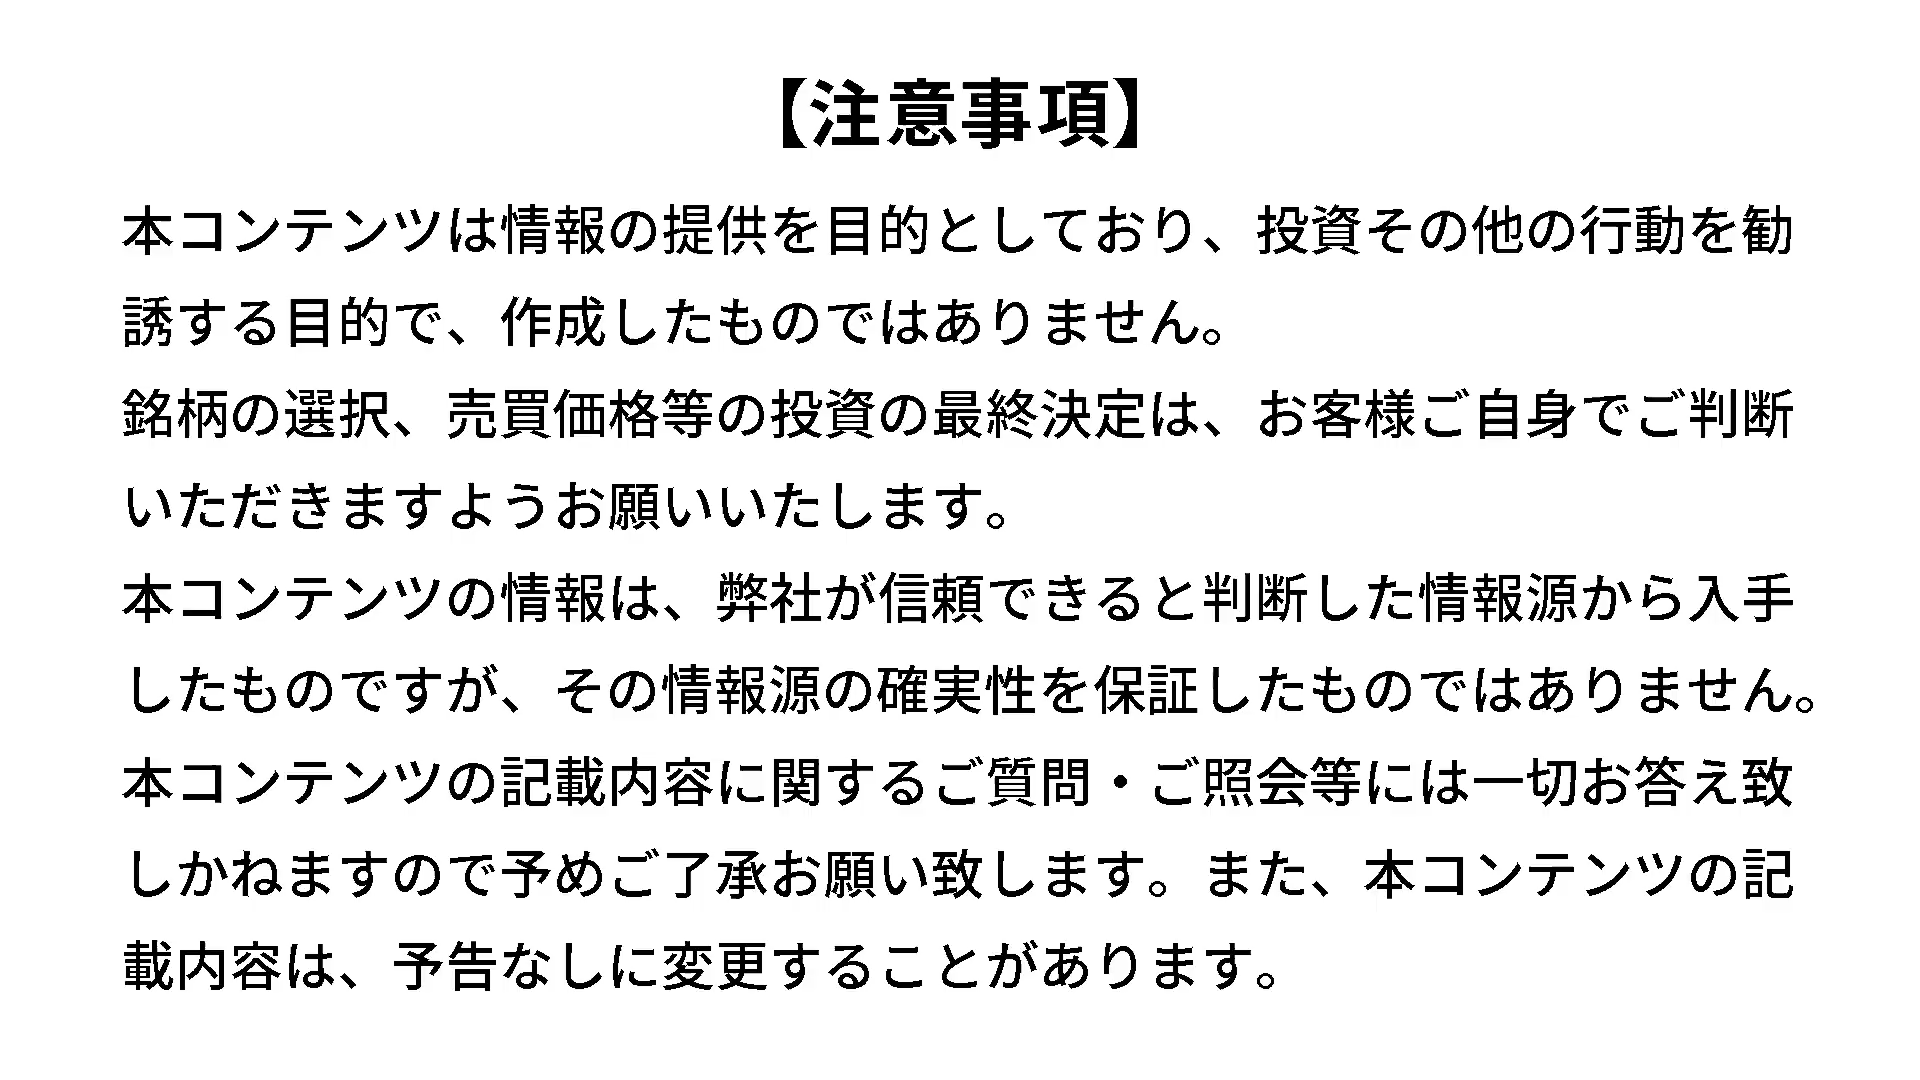 【注意事項】
本コンテンツは情報の提供を目的としており、投資その他の行動を勧
誘する目的で、作成したものではありません。
銘柄の選択、売買価格等の投資の最終決定は、お客様ご自身でご判断
いただきますようお願いいたします。
本コンテンツの情報は、弊社が信頼できると判断した情報源から入手
したものですが、その情報源の確実性を保証したものではありません。
本コンテンツの記載内容に関するご質問・ご照会等には一切お答え致
しかねますので予めご了承お願い致します。また、本コンテンツの記
載内容は、予告なしに変更することがあります。